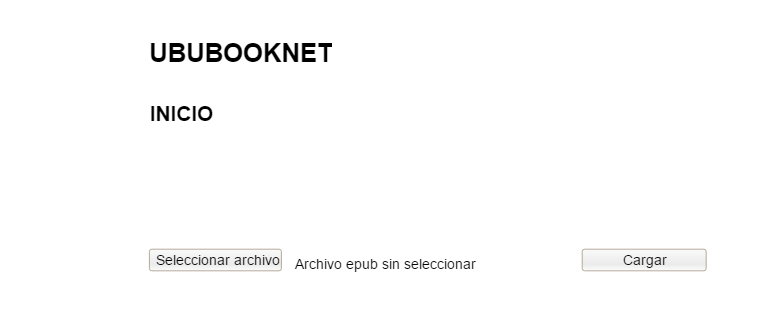 UBUBOOKNET
INICIO
Seleccionar archivo Archivo epub sin seleccionar Cargar